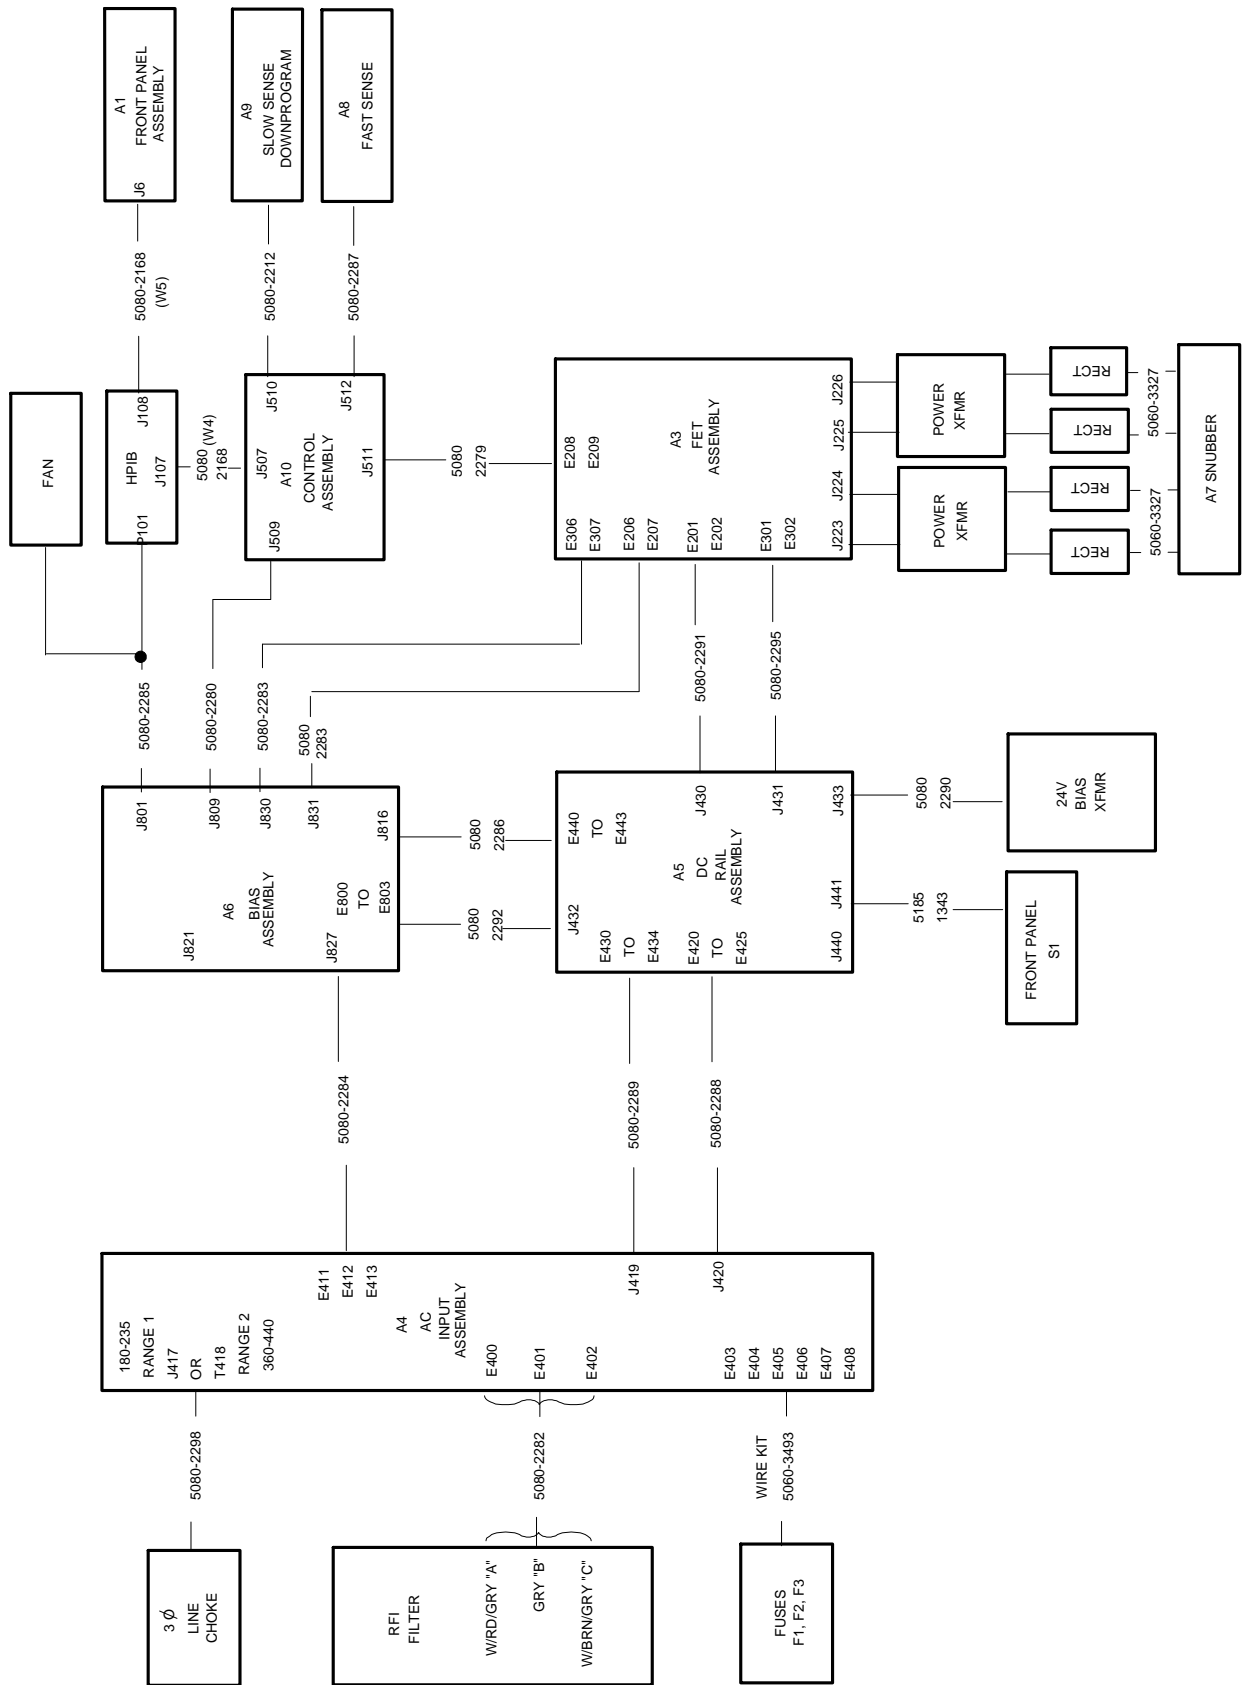 3 Ø
LINE
CHOKE
5080-2298
180-235
RANGE 1
J417
OR
T418
RANGE 2
360-440
RFI
FILTER
W/RD/GRY "A"
GRY "B"
W/BRN/GRY "C"
5080-2282
E400
E401
E402
FUSES
F1, F2, F3
WIRE KIT
5060-3493
E403
E404
E405
E406
E407
E408
A4
AC
INPUT
ASSEMBLY
E411
E412
E413
J419
J420
5080-2284
5080-2289
5080-2288
J821
J827
A6
BIAS
ASSEMBLY
E800
TO
E803
J801
J809
J830
J831
J816
5080
2292
5080
2286
J432
E430
TO
E434
E420
TO
E425
E440
TO
E443
A5
DC
RAIL
ASSEMBLY
J430
J431
J440
J441
J433
5185
1343
FRONT PANEL
S1
5080
2290
24V
BIAS
XFMR
5080-2285
5080-2280
5080-2283
5080
2283
5080-2291
5080-2295
FAN
P101
HPIB
J107
J108
5080 (W4)
2168
J509
J507
A10
CONTROL
ASSEMBLY
J510
J512
J511
5080
2279
E306
E307
E206
E207
E201
E202
E301
E302
E208
E209
A3
FET
ASSEMBLY
J223
J224
J225
J226
POWER
XFMR
POWER
XFMR
RECT
RECT
RECT
RECT
5060-3327
5060-3327
A7 SNUBBER
5080-2168
(W5)
5080-2212
5080-2287
J6
A1
FRONT PANEL
ASSEMBLY
A9
SLOW SENSE
DOWNPROGRAM
A8
FAST SENSE